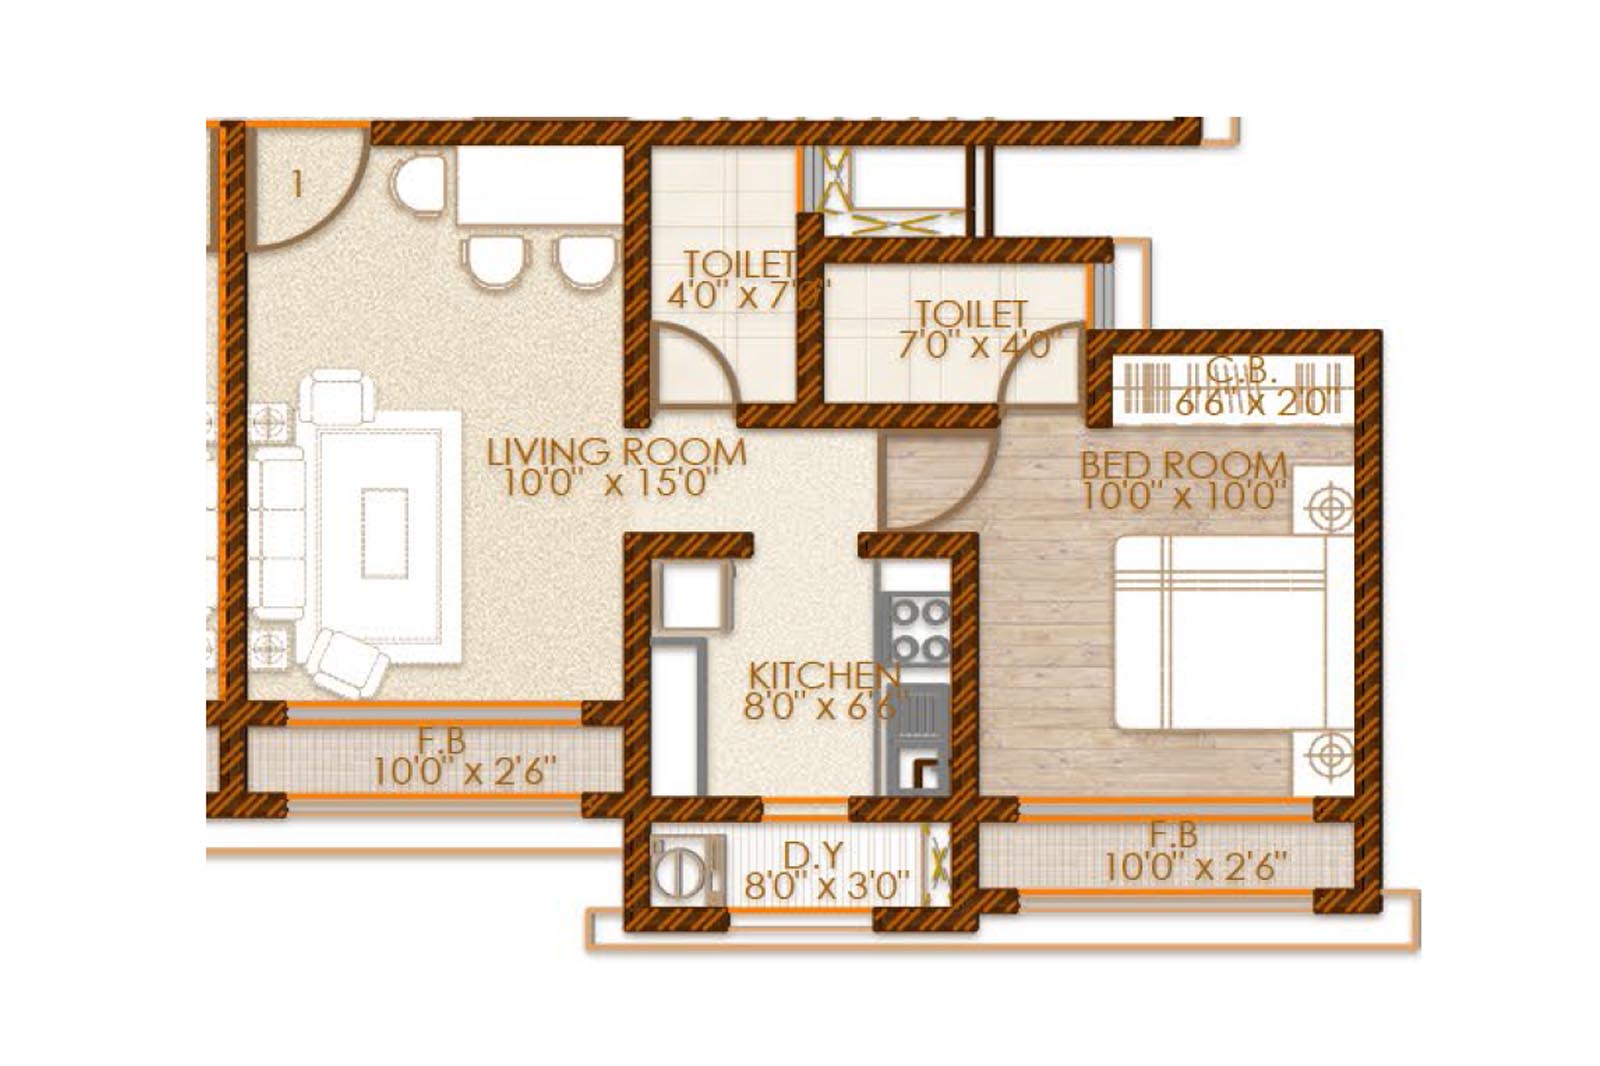 1
TOILET
4'0" x 7'0"
TOILET
7'0" x 4'0"
C.B.
6'6" x 2'0"
LIVING ROOM
10'0" x 15'0"
BED ROOM
10'0" x 10'0"
KITCHEN
8'0" x 6'6"
F.B
10'0" x 2'6"
D.Y
8'0" x 3'0"
F.B
10'0" x 2'6"